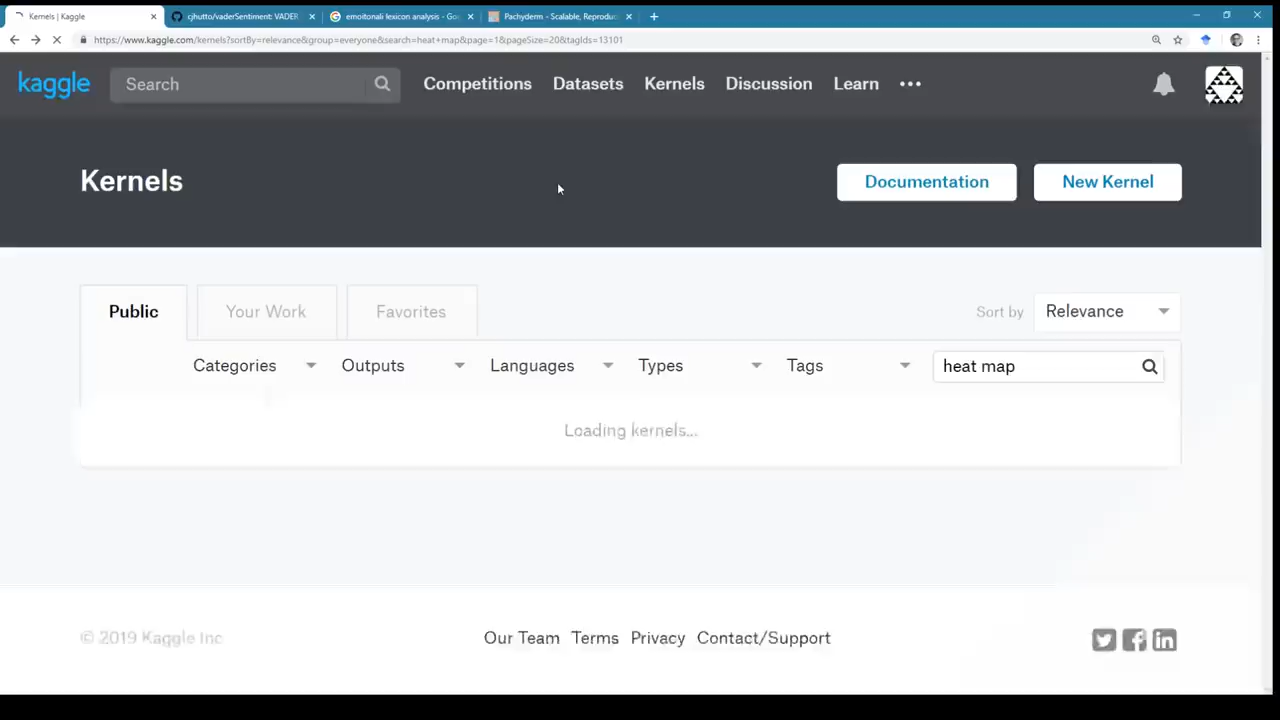 Kernels | Kaggle
cjhutto/vaderSentiment: VADER
emoitonali lexicon analysis - Goo
Pachyderm - Scalable, Reproduc
https://www.kaggle.com/kernels?sortBy=relevance&group=everyone&search=heat+map&page=1&pageSize=20&tagIds=13101
kaggle
Search
Competitions Datasets Kernels Discussion Learn
Kernels
Documentation
New Kernel
Public
Your Work
Favorites
Sort by
Relevance
Categories
Outputs
Languages
Types
Tags
heat map
Loading kernels...
© 2019 Kaggle Inc
Our Team Terms Privacy Contact/Support